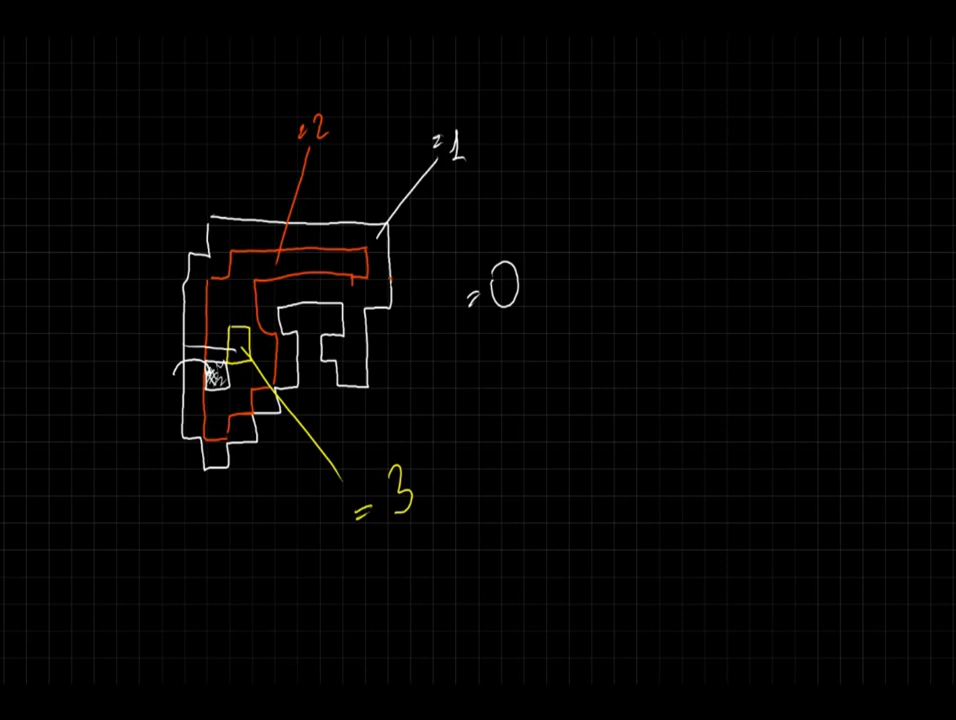 =2
=1
=0
=3